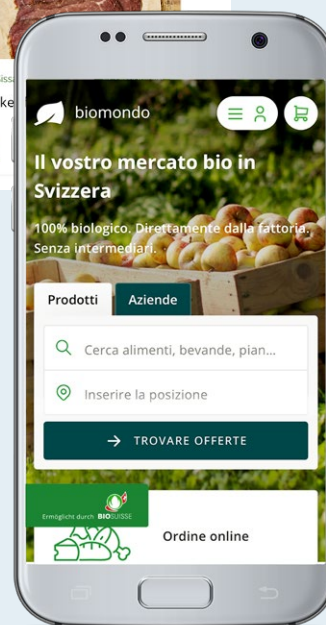 biomondo
Il vostro mercato bio in
Svizzera
100% biologico. Direttamente dalla fattoria.
Senza intermediari.
Prodotti
Aziende
Cerca alimenti, bevande, pian...
Inserire la posizione
TROVARE OFFERTE
Ermöglicht durch BIOSUISSE
Ordine online